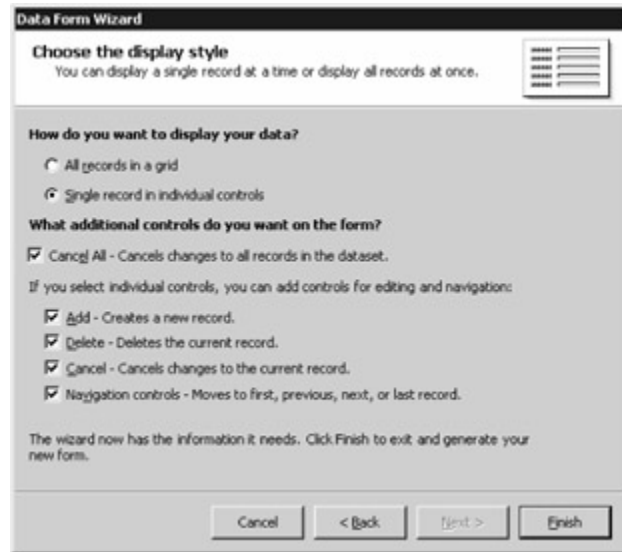 Data Form Wizard
Choose the display style
You can display a single record at a time or display all records at once.
How do you want to display your data?
All records in a grid
Single record in individual controls
What additional controls do you want on the form?
Cancel All - Cancels changes to all records in the dataset.
If you select individual controls, you can add controls for editing and navigation:
Add - Creates a new record.
Delete - Deletes the current record.
Cancel - Cancels changes to the current record.
Navigation controls - Moves to first, previous, next, or last record.
The wizard now has the information it needs. Click Finish to exit and generate your
new form.
Cancel < Back Next > Finish